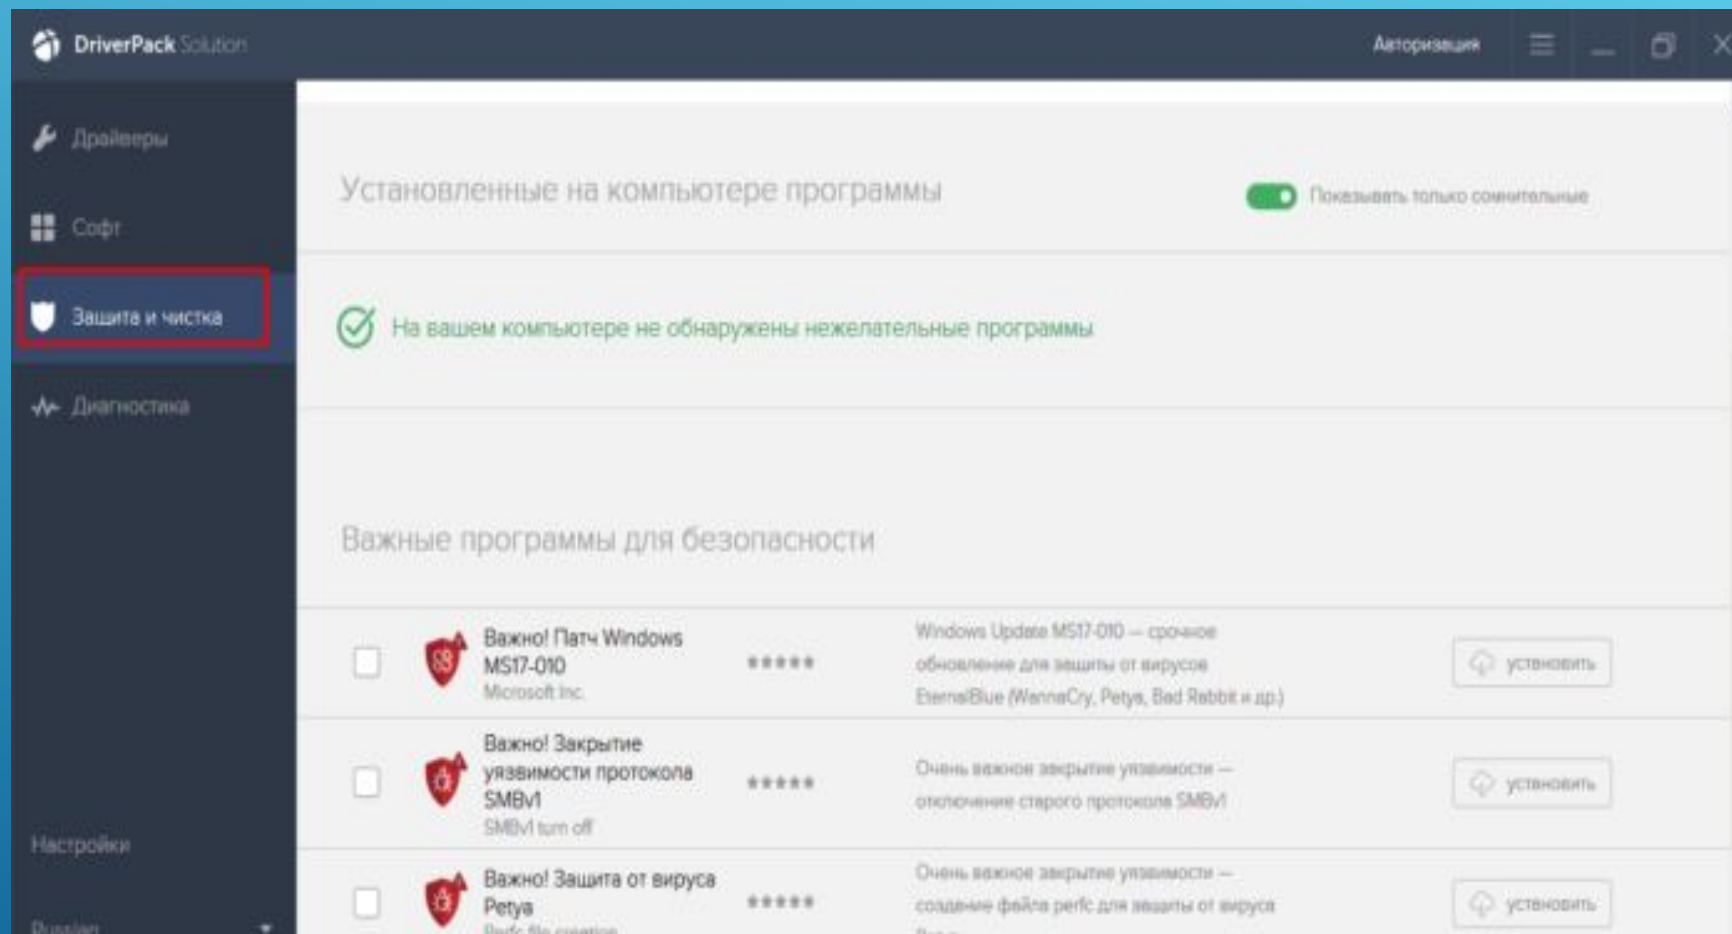 DriverPack Solution
Авторизация
Драйверы
Софт
Защита и чистка
Диагностика
Настройки
Russian
Установленные на компьютере программы
Показывать только сомнительные
На вашем компьютере не обнаружены нежелательные программы
Важные программы для безопасности
Важно! Патч Windows
MS17-010
Microsoft Inc.
Windows Update MS17-010 — срочное
обновление для защиты от вирусов
EternalBlue (WannaCry, Petya, Bad Rabbit и др.)
установить
Важно! Закрытие
уязвимости протокола
SMBv1
SMBv1 turn off
Очень важное закрытие уязвимости —
отключение старого протокола SMBv1
установить
Важно! Защита от вируса
Petya
Perfc file creation
Очень важное закрытие уязвимости —
создание файла perfc для защиты от вируса
установить